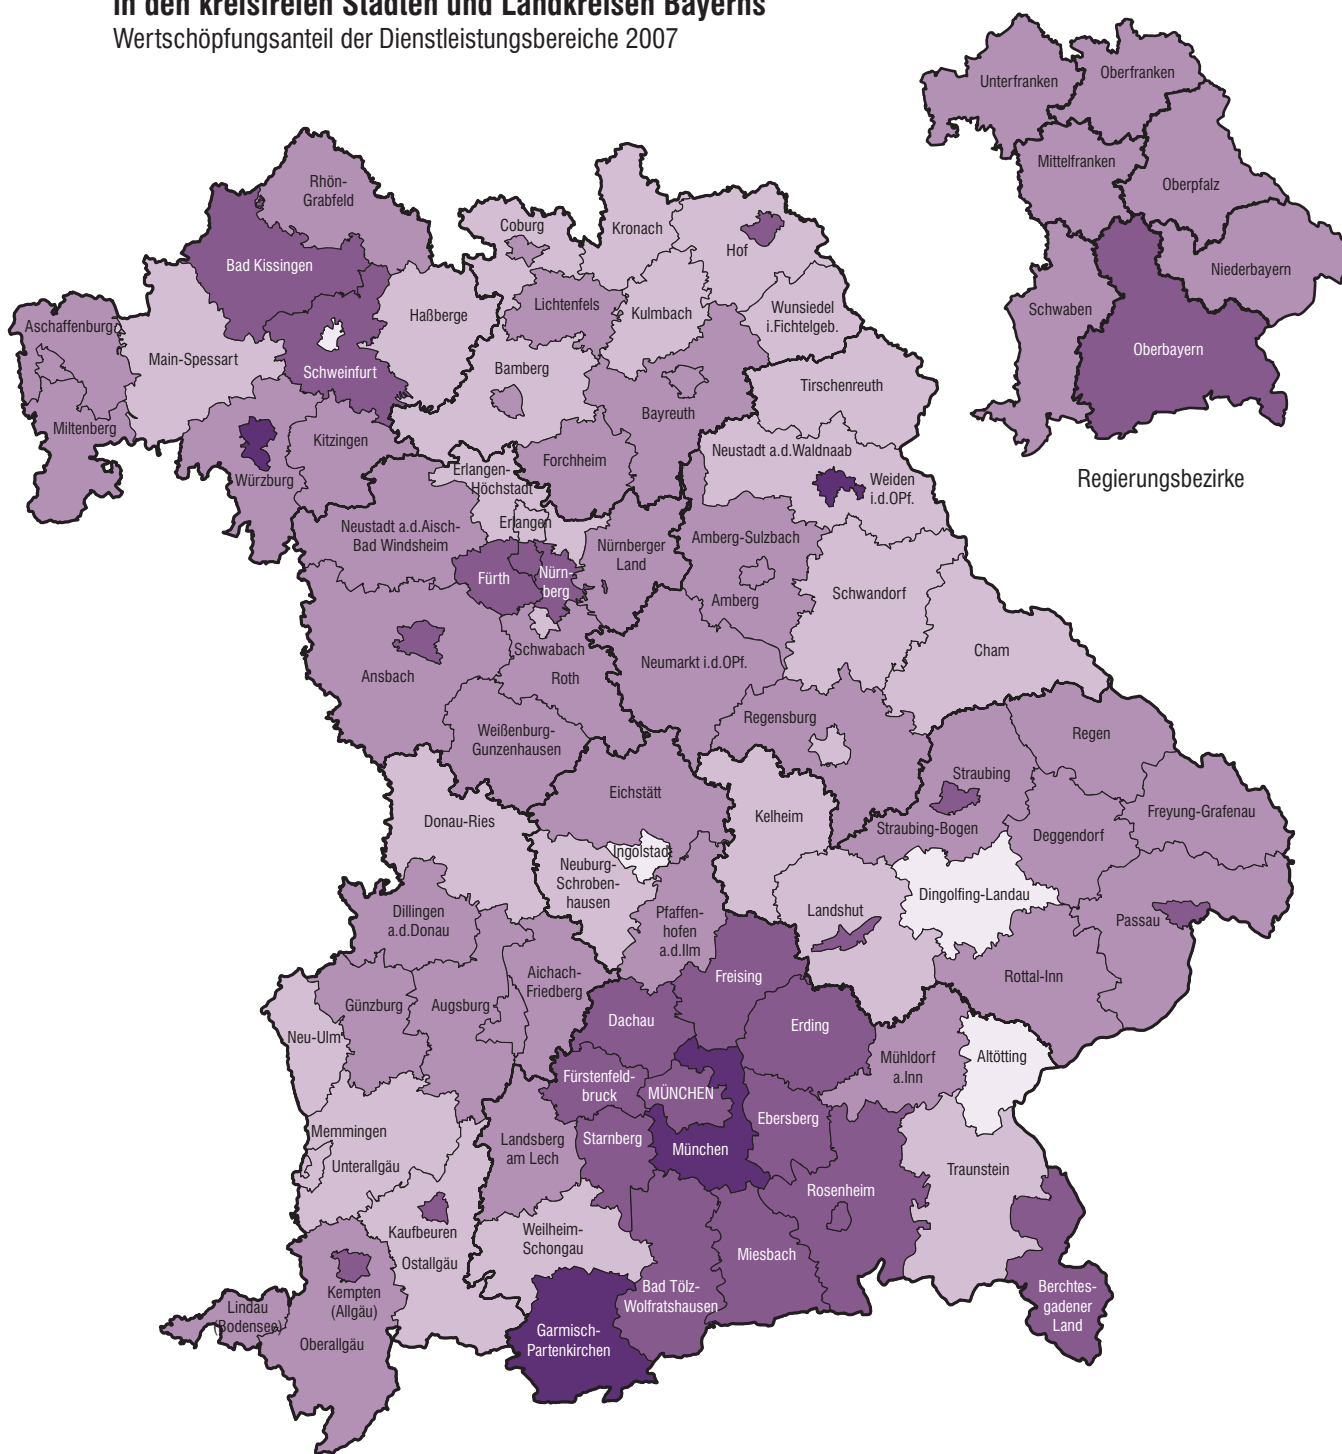 in den kreisfreien Städten und Landkreisen Bayerns
Wertschöpfungsanteil der Dienstleistungsbereiche 2007
Unterfranken
Oberfranken
Mittelfranken
Oberpfalz
Niederbayern
Schwaben
Oberbayern
Regierungsbezirke
Rhön-
Grabfeld
Coburg
Kronach
Hof
Bad Kissingen
Lichtenfels
Haßberge
Kulmbach
Wunsiedel
i.Fichtelgeb.
Aschaffenburg
Main-Spessart
Schweinfurt
Bamberg
Tirschenreuth
Bayreuth
Miltenberg
Kitzingen
Würzburg
Forchheim
Neustadt a.d.Waldnaab
Weiden
i.d.OPf.
Erlangen-
Höchstadt
Erlangen
Neustadt a.d.Aisch-
Bad Windsheim
Nürnberger
Land
Amberg-Sulzbach
Amberg
Fürth
Nürn-
berg
Schwandorf
Cham
Schwabach
Roth
Ansbach
Neumarkt i.d.OPf.
Weißenburg-
Gunzenhausen
Regensburg
Regen
Straubing
Eichstätt
Freyung-Grafenau
Donau-Ries
Kelheim
Straubing-Bogen
Deggendorf
Ingolstadt
Neuburg-
Schroben-
hausen
Dingolfing-Landau
Dillingen
a.d.Donau
Pfaffen-
hofen
a.d.Ilm
Landshut
Passau
Freising
Rottal-Inn
Aichach-
Friedberg
Günzburg
Augsburg
Dachau
Erding
Neu-Ulm
Mühldorf
a.Inn
Altötting
Fürstenfeld-
bruck
MÜNCHEN
Ebersberg
Memmingen
Unterallgäu
Landsberg
am Lech
Starnberg
München
Traunstein
Rosenheim
Kaufbeuren
Ostallgäu
Weilheim-
Schongau
Miesbach
Bad Tölz-
Wolfratshausen
Berchtes-
gadener
Land
Kempten
(Allgäu)
Lindau
(Bodensee)
Oberallgäu
Garmisch-
Partenkirchen